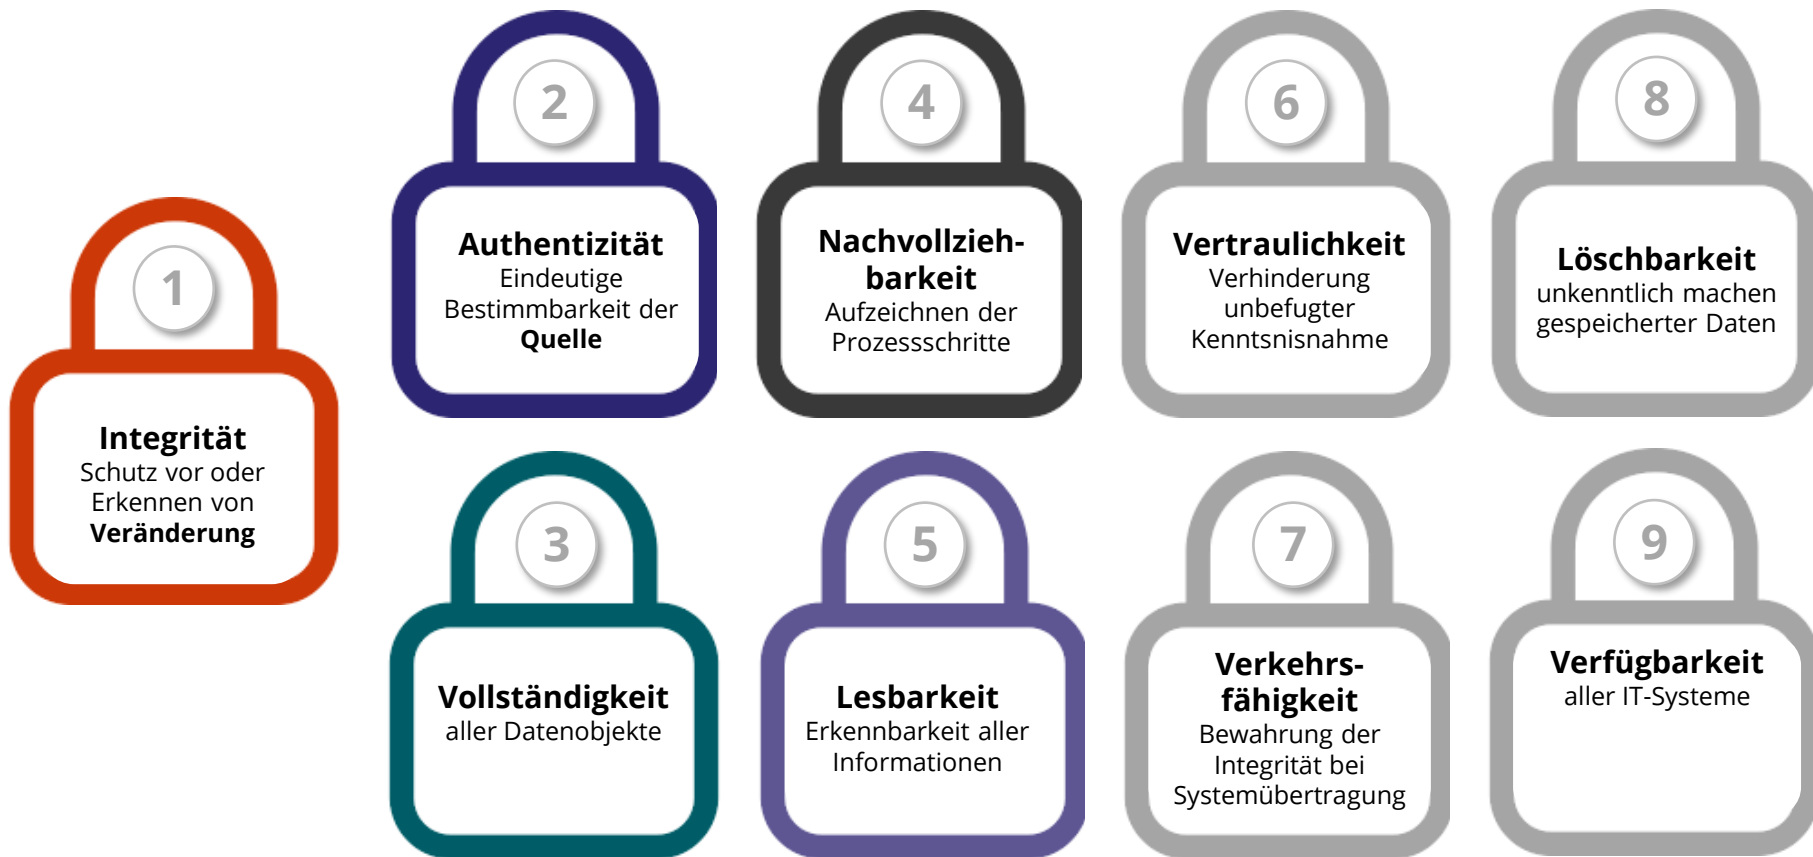 1
Integrität
Schutz vor oder
Erkennen von
Veränderung
2
Authentizität
Eindeutige
Bestimmbarkeit der
Quelle
3
Vollständigkeit
aller Datenobjekte
4
Nachvollzieh-
barkeit
Aufzeichnen der
Prozessschritte
5
Lesbarkeit
Erkennbarkeit aller
Informationen
6
Vertraulichkeit
Verhinderung
unbefugter
Kenntsnisnahme
7
Verkehrs-
fähigkeit
Bewahrung der
Integrität bei
Systemübertragung
8
Löschbarkeit
unkenntlich machen
gespeicherter Daten
9
Verfügbarkeit
aller IT-Systeme